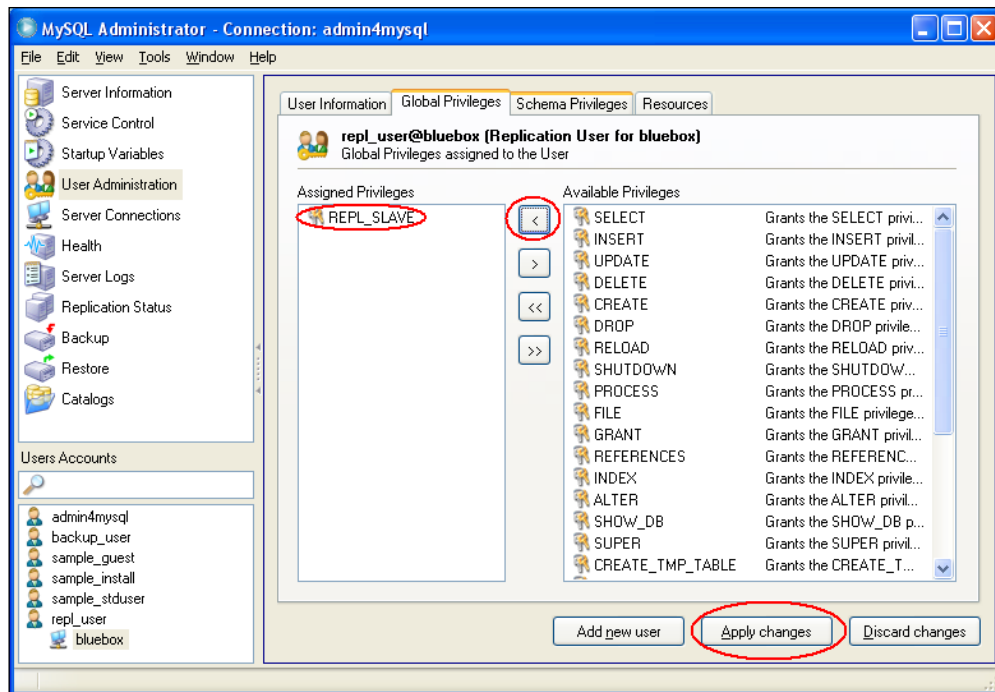 MySQL Administrator - Connection: admin4mysql
File Edit View Tools Window Help
Server Information
Service Control
Startup Variables
User Administration
Server Connections
Health
Server Logs
Replication Status
Backup
Restore
Catalogs
Users Accounts
admin4mysql
backup_user
sample_guest
sample_install
sample_stduser
repl_user
bluebox
User Information Global Privileges Schema Privileges Resources
repl_user@bluebox (Replication User for bluebox)
Global Privileges assigned to the User
Assigned Privileges
REPL_SLAVE
<
>
<<
>>
Available Privileges
SELECT Grants the SELECT privi...
INSERT Grants the INSERT privil...
UPDATE Grants the UPDATE priv...
DELETE Grants the DELETE privi...
CREATE Grants the CREATE priv...
DROP Grants the DROP privile...
RELOAD Grants the RELOAD priv...
SHUTDOWN Grants the SHUTDOW...
PROCESS Grants the PROCESS pr...
FILE Grants the FILE privilege...
GRANT Grants the GRANT privil...
REFERENCES Grants the REFERENC...
INDEX Grants the INDEX privile...
ALTER Grants the ALTER privil...
SHOW_DB Grants the SHOW_DB p...
SUPER Grants the SUPER privil...
CREATE_TMP_TABLE Grants the CREATE_T...
Add new user Apply changes Discard changes